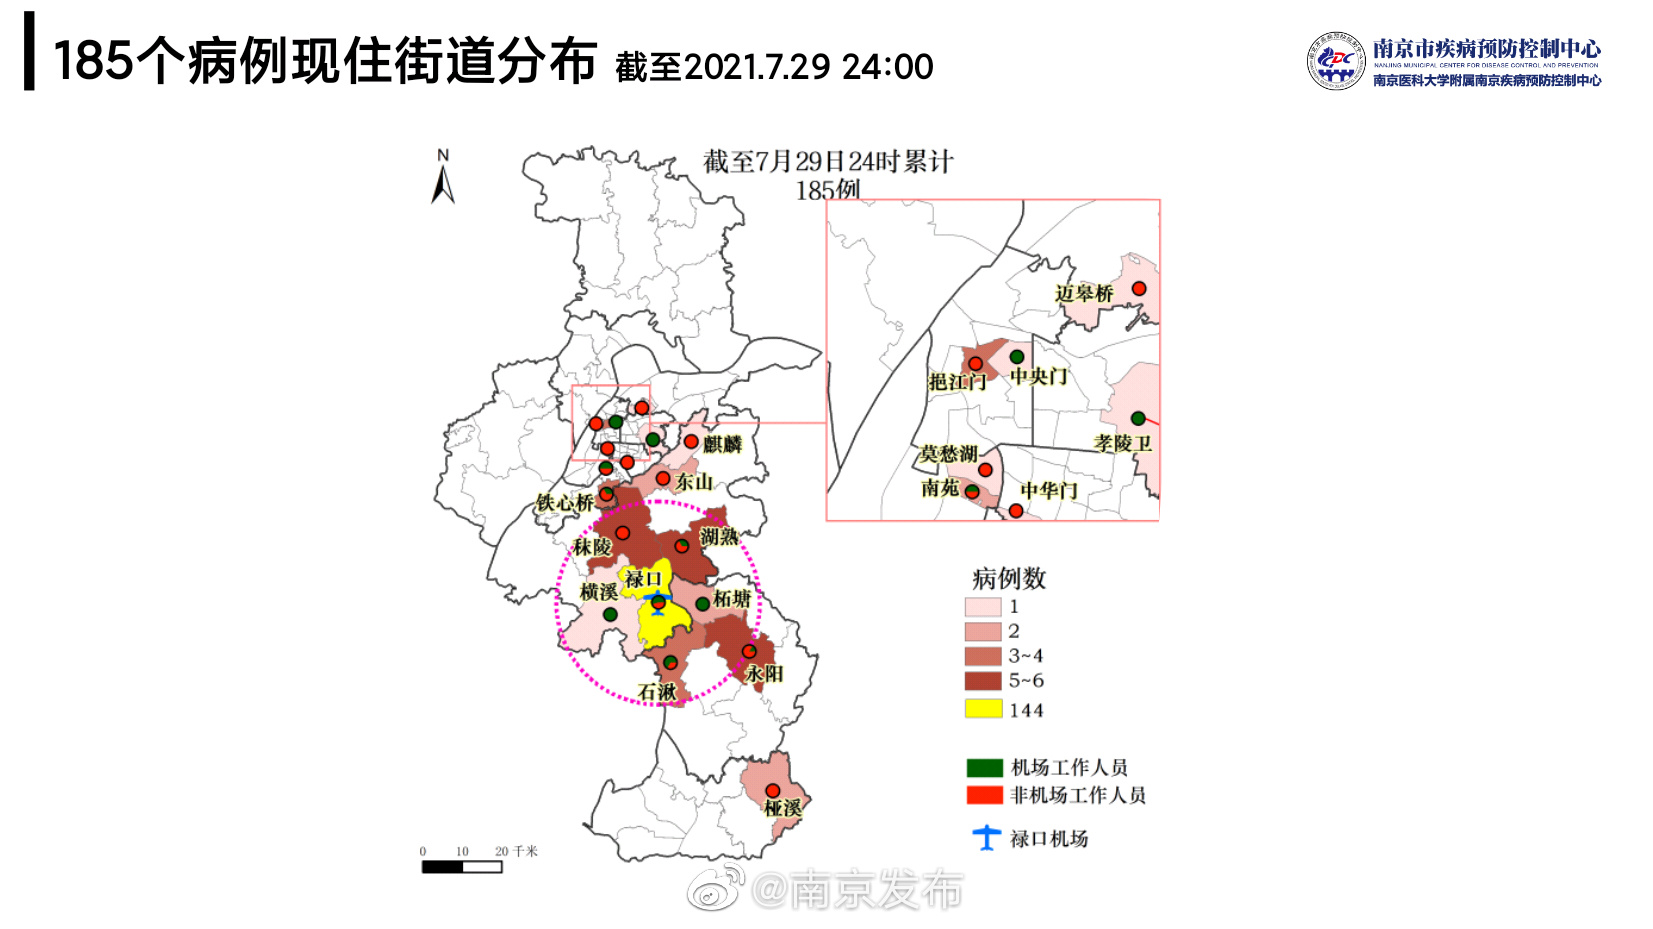 185个病例现住街道分布 截至2021.7.29 24:00
南京市疾病预防控制中心
NANJING MUNICIPAL CENTER FOR DISEASE CONTROL AND PREVENTION
南京医科大学附属南京疾病预防控制中心
CDC
N
截至7月29日24时累计
185例
迈皋桥
挹江门
中央门
孝陵卫
莫愁湖
南苑
中华门
麒麟
东山
铁心桥
秣陵
湖熟
禄口
横溪
柘塘
永阳
石湫
桠溪
病例数
1
2
3~4
5~6
144
机场工作人员
非机场工作人员
禄口机场
0 10 20 千米
@南京发布